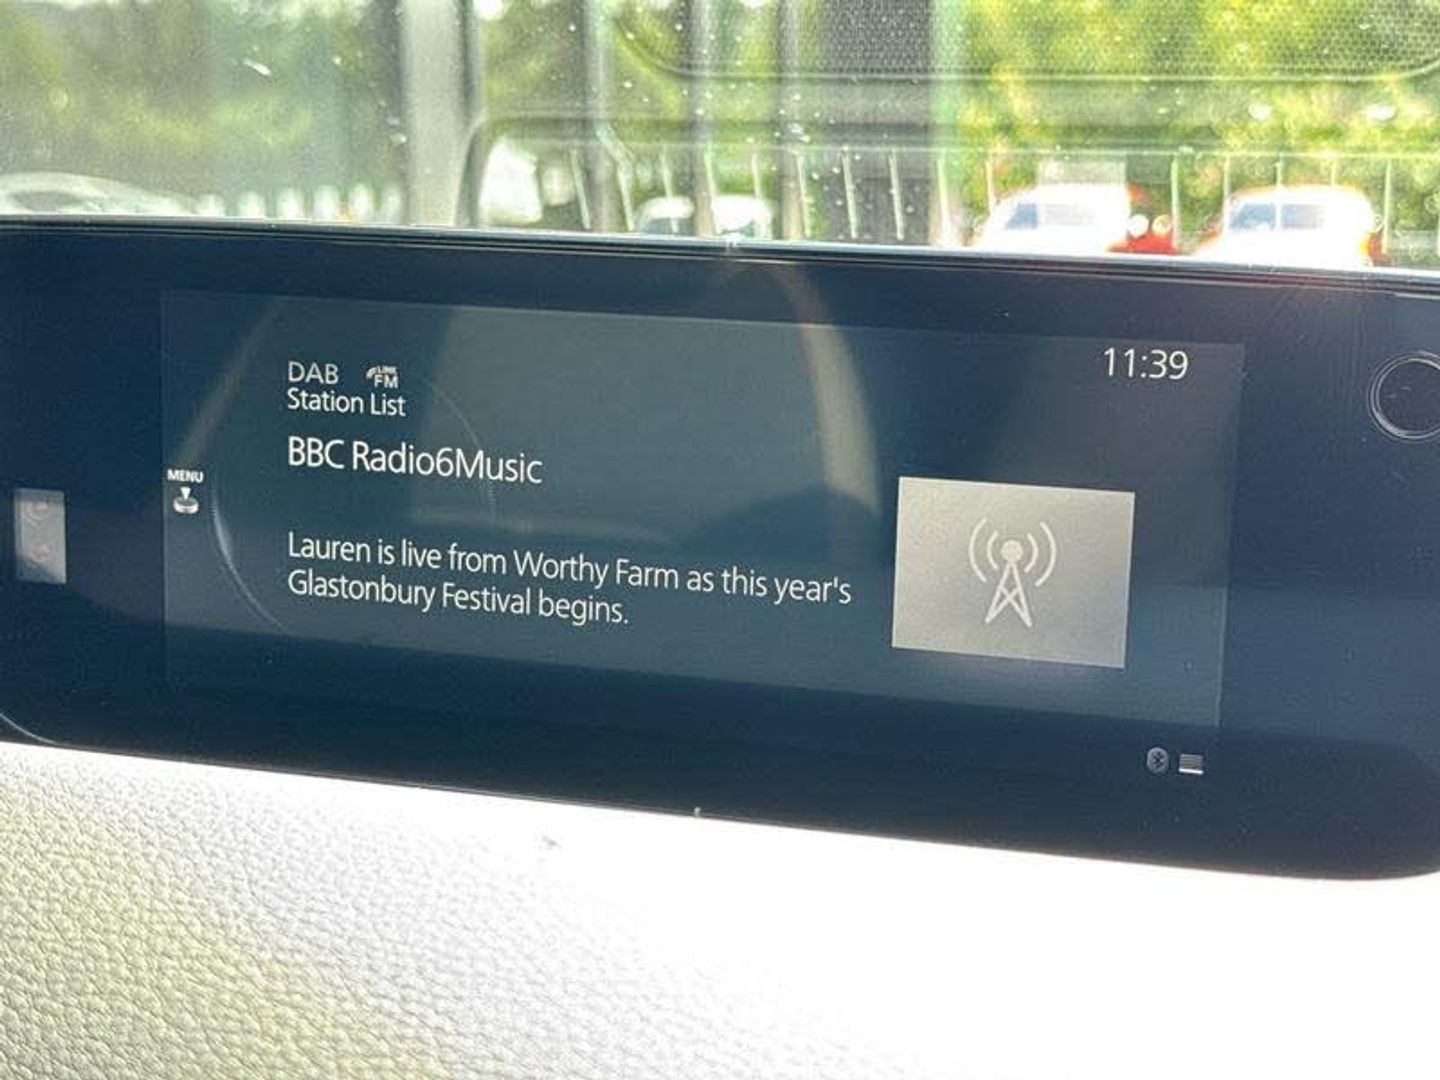 11:39
DAB LINK FM
Station List
BBC Radio6Music
MENU
Lauren is live from Worthy Farm as this year's
Glastonbury Festival begins.